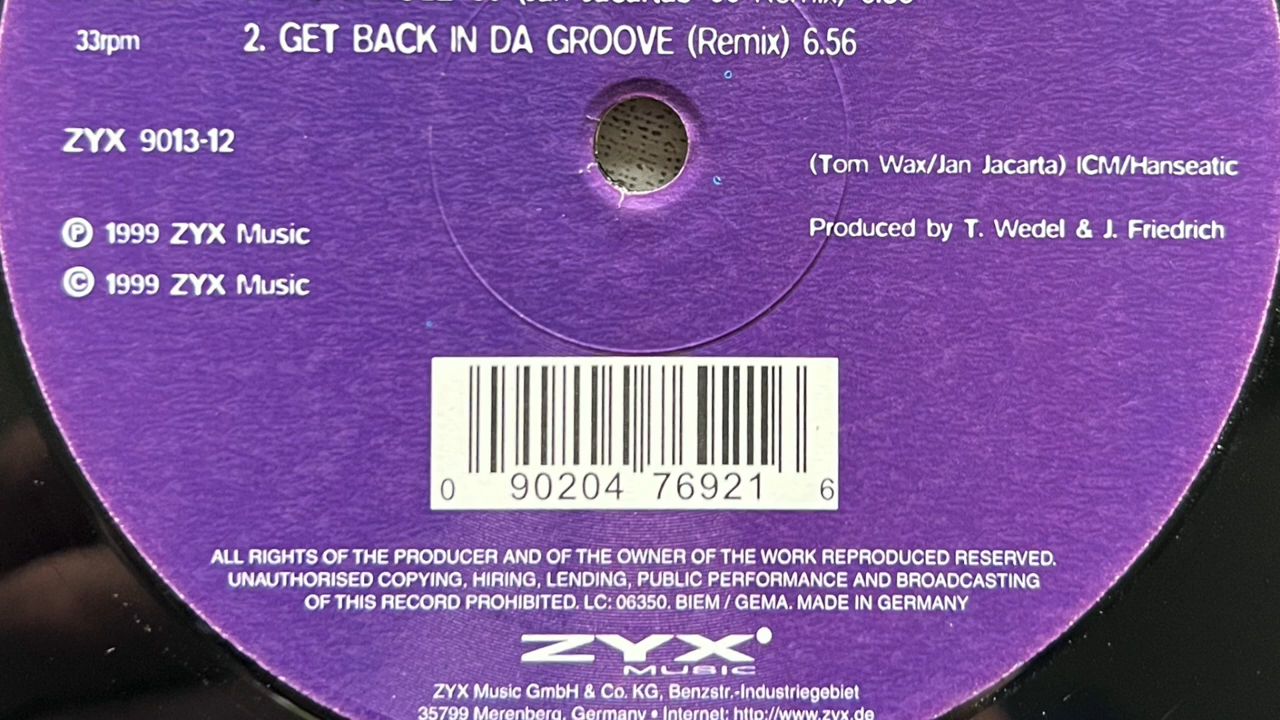 2. GET BACK IN DA GROOVE (Remix) 6.56
33rpm
ZYX 9013-12
(Tom Wax/Jan Jacarta) ICM/Hanseatic
Ⓟ 1999 ZYX Music
Produced by T. Wedel & J. Friedrich
© 1999 ZYX Music
0 90204 76921 6
ALL RIGHTS OF THE PRODUCER AND OF THE OWNER OF THE WORK REPRODUCED RESERVED.
UNAUTHORISED COPYING, HIRING, LENDING, PUBLIC PERFORMANCE AND BROADCASTING
OF THIS RECORD PROHIBITED. LC: 06350. BIEM / GEMA. MADE IN GERMANY
ZYX
MUSIC
ZYX Music GmbH & Co. KG, Benzstr.-Industriegebiet
35799 Merenberg, Germany • Internet: http://www.zyx.de